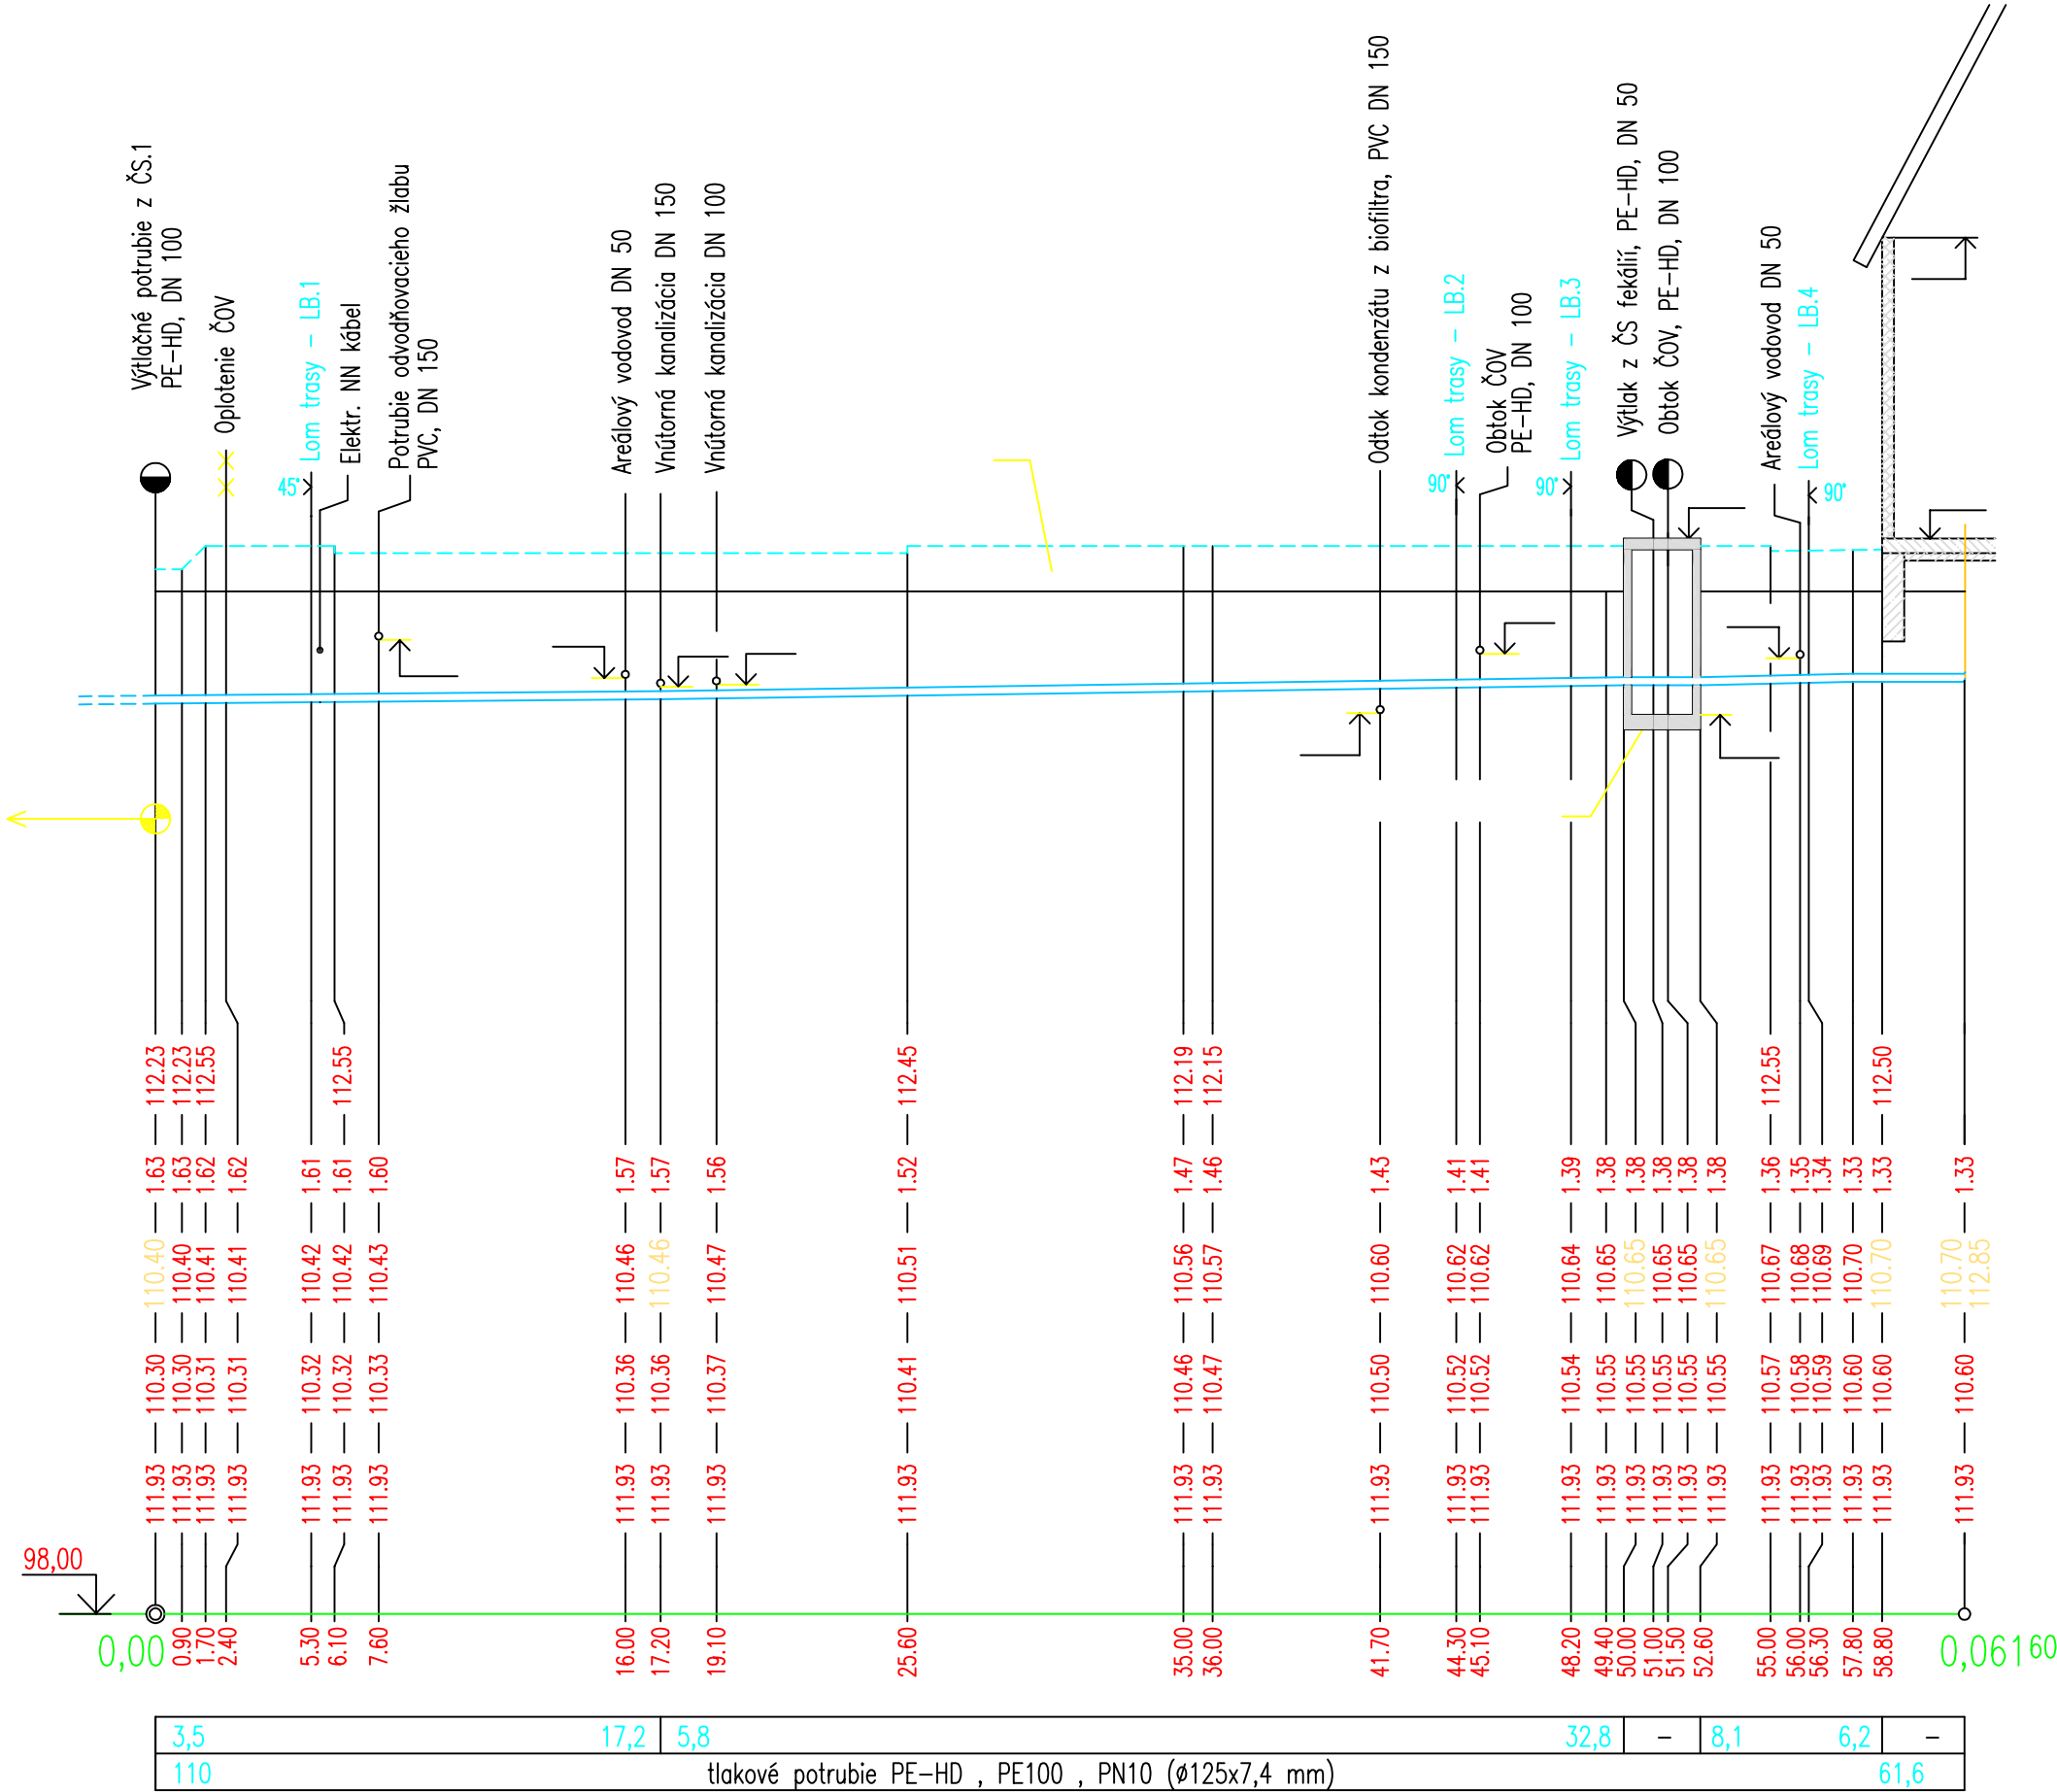 Výtlačné potrubie z ČS.1
PE-HD, DN 100
Oplotenie ČOV
Lom trasy - LB.1
45°
Elektr. NN kábel
Potrubie odvodňovacieho žlabu
PVC, DN 150
Areálový vodovod DN 50
Vnútorná kanalizácia DN 150
Vnútorná kanalizácia DN 100
Odtok kondenzátu z biofiltra, PVC DN 150
Lom trasy - LB.2
90°
Obtok ČOV
PE-HD, DN 100
Lom trasy - LB.3
90°
Výtlak z ČS fekálií, PE-HD, DN 50
Obtok ČOV, PE-HD, DN 100
Areálový vodovod DN 50
Lom trasy - LB.4
90°
112.23 112.23 112.55 112.55 112.45 112.19 112.15 112.55 112.50
1.63 1.63 1.62 1.62 1.61 1.61 1.60 1.57 1.57 1.56 1.52 1.47 1.46 1.43 1.41 1.41 1.39 1.38 1.38 1.38 1.38 1.38 1.36 1.35 1.34 1.33 1.33 1.33
110.40 110.40 110.41 110.41 110.42 110.42 110.43 110.46 110.46 110.47 110.51 110.56 110.57 110.60 110.62 110.62 110.64 110.65 110.65 110.65 110.65 110.65 110.67 110.68 110.69 110.70 110.70 110.70
112.85
110.30 110.30 110.31 110.31 110.32 110.32 110.33 110.36 110.36 110.37 110.41 110.46 110.47 110.50 110.52 110.52 110.54 110.55 110.55 110.55 110.55 110.55 110.57 110.58 110.59 110.60 110.60 110.60
111.93 111.93 111.93 111.93 111.93 111.93 111.93 111.93 111.93 111.93 111.93 111.93 111.93 111.93 111.93 111.93 111.93 111.93 111.93 111.93 111.93 111.93 111.93 111.93 111.93 111.93 111.93 111.93
98,00
0,00 0.90 1.70 2.40 5.30 6.10 7.60 16.00 17.20 19.10 25.60 35.00 36.00 41.70 44.30 45.10 48.20 49.40 50.00 51.00 51.50 52.60 55.00 56.00 56.30 57.80 58.80 0,06160
3,5 17,2 5,8 32,8 - 8,1 6,2 -
110 tlakové potrubie PE-HD , PE100 , PN10 (ø125x7,4 mm) 61,6